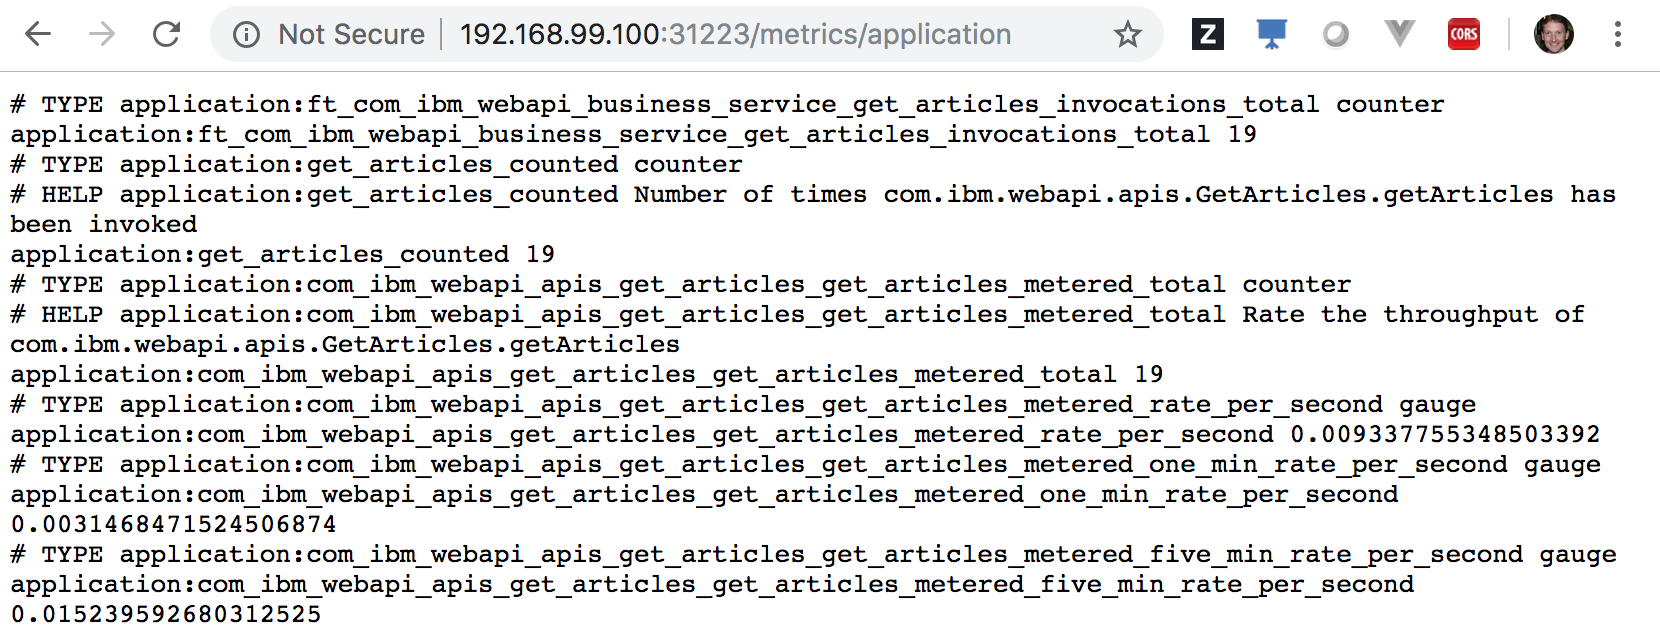 Not Secure 192.168.99.100:31223/metrics/application Z CORS
# TYPE application:ft_com_ibm_webapi_business_service_get_articles_invocations_total counter
application:ft_com_ibm_webapi_business_service_get_articles_invocations_total 19
# TYPE application:get_articles_counted counter
# HELP application:get_articles_counted Number of times com.ibm.webapi.apis.GetArticles.getArticles has
been invoked
application:get_articles_counted 19
# TYPE application:com_ibm_webapi_apis_get_articles_get_articles_metered_total counter
# HELP application:com_ibm_webapi_apis_get_articles_get_articles_metered_total Rate the throughput of
com.ibm.webapi.apis.GetArticles.getArticles
application:com_ibm_webapi_apis_get_articles_get_articles_metered_total 19
# TYPE application:com_ibm_webapi_apis_get_articles_get_articles_metered_rate_per_second gauge
application:com_ibm_webapi_apis_get_articles_get_articles_metered_rate_per_second 0.009337755348503392
# TYPE application:com_ibm_webapi_apis_get_articles_get_articles_metered_one_min_rate_per_second gauge
application:com_ibm_webapi_apis_get_articles_get_articles_metered_one_min_rate_per_second
0.0031468471524506874
# TYPE application:com_ibm_webapi_apis_get_articles_get_articles_metered_five_min_rate_per_second gauge
application:com_ibm_webapi_apis_get_articles_get_articles_metered_five_min_rate_per_second
0.015239592680312525